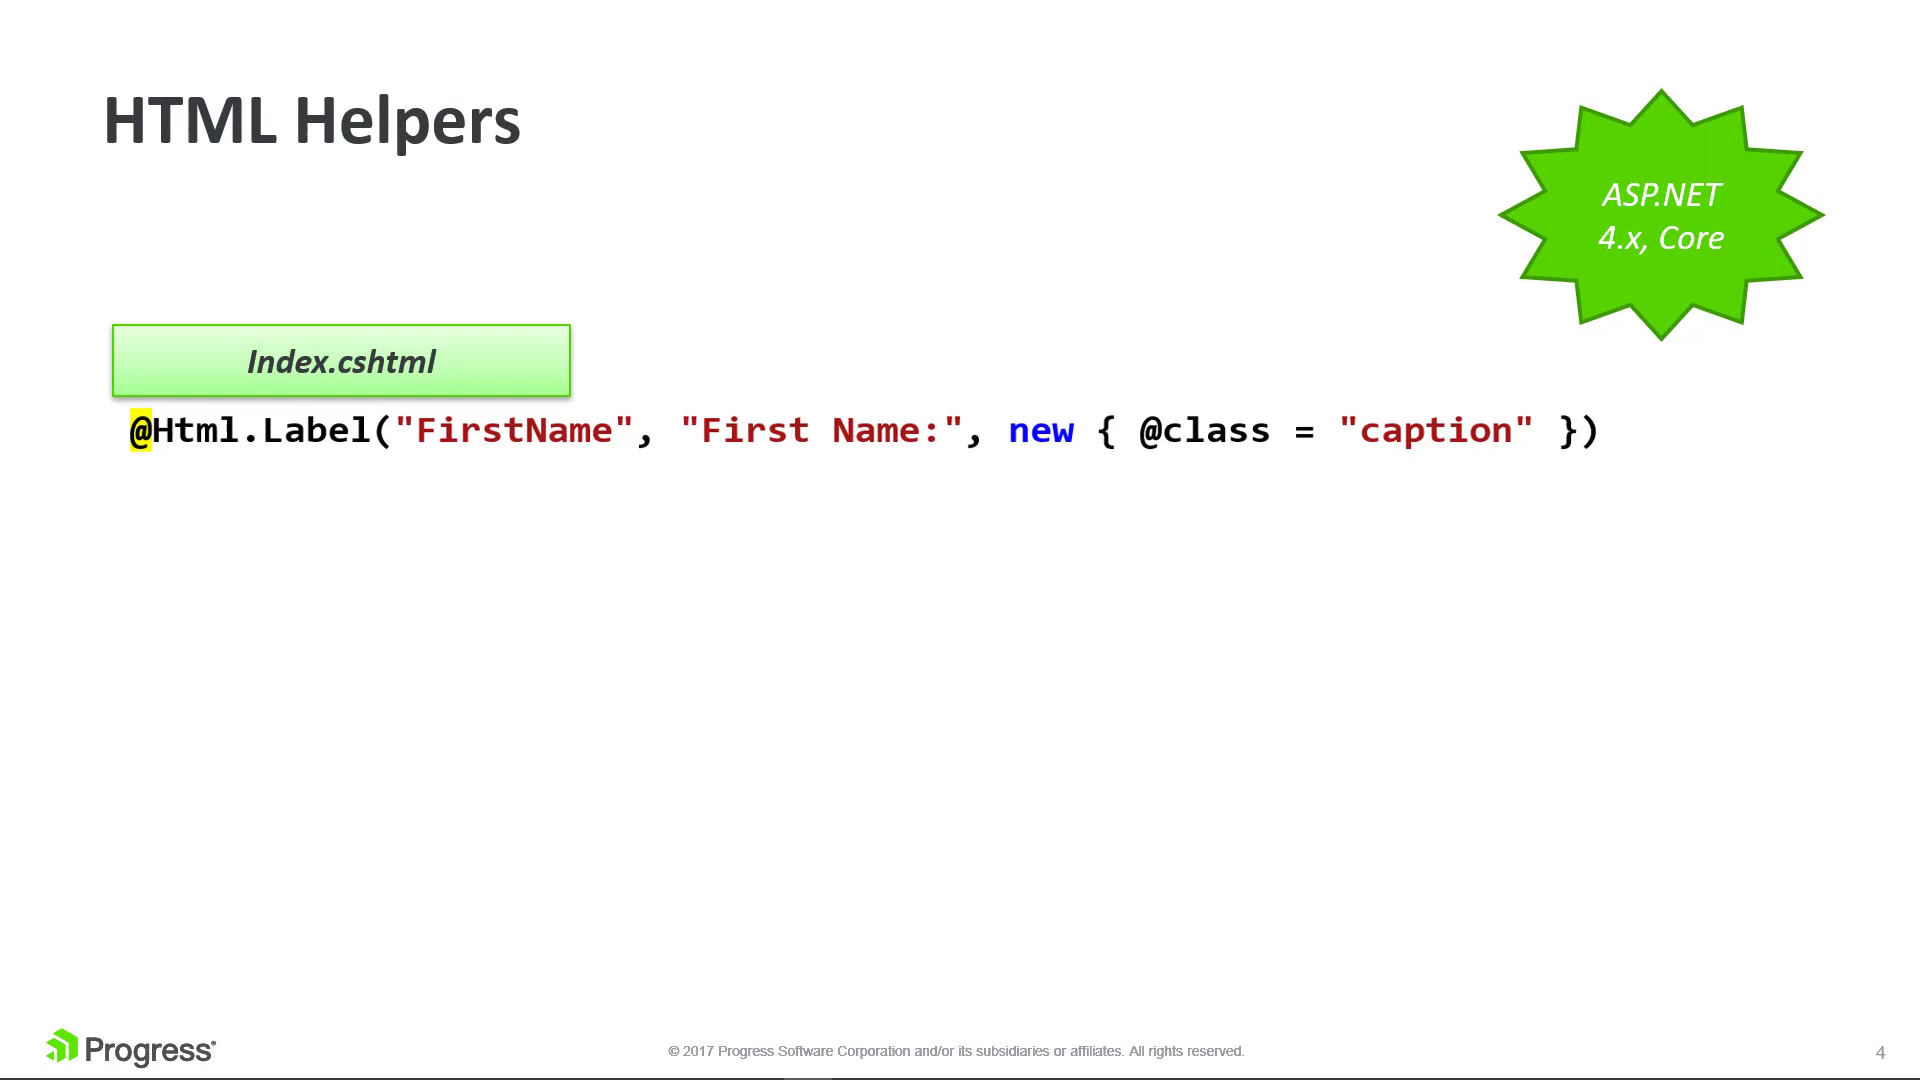 HTML Helpers
ASP.NET
4.x, Core
Index.cshtml
@Html.Label("FirstName", "First Name:", new { @class = "caption" })
Progress®
© 2017 Progress Software Corporation and/or its subsidiaries or affiliates. All rights reserved.
4